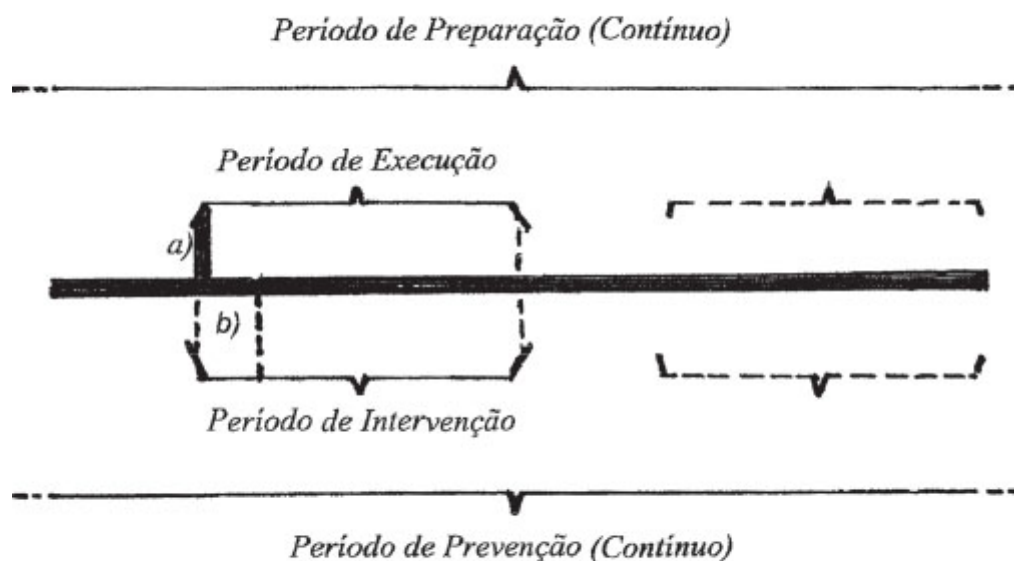 Período de Preparação (Contínuo)
Período de Execução
a)
b)
Período de Intervenção
Período de Prevenção (Contínuo)